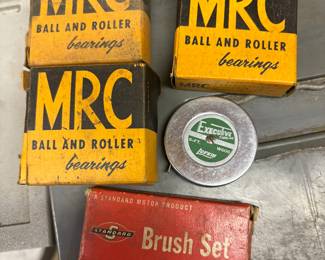 MRC
BALL AND ROLLER
bearings
MRC
BALL AND ROLLER
bearings
MRC
BALL AND ROLLER
bearings
EXECUTIVE
LUFKIN
A STANDARD MOTOR PRODUCT
STANDARD
S
Brush Set